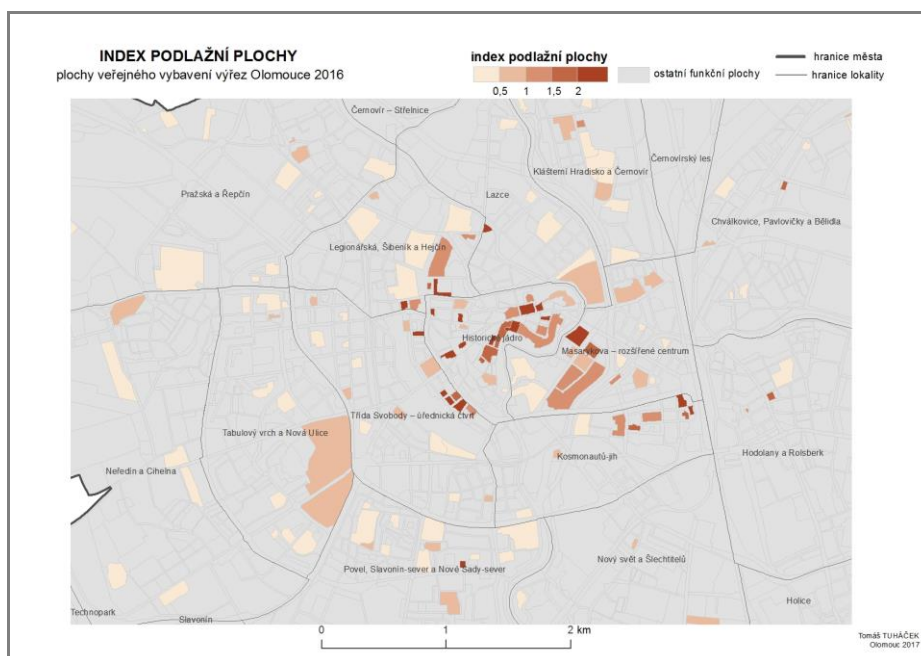 INDEX PODLAŽNÍ PLOCHY
plochy veřejného vybavení výřez Olomouce 2016
index podlažní plochy
0,5 1 1,5 2
ostatní funkční plochy
hranice města
hranice lokality
Černovír – Střelnice
Klášterní Hradisko a Černovír
Černovírský les
Pražská a Řepčín
Lazce
Chválkovice, Pavlovičky a Bělidla
Legionářská, Šibeník a Hejčín
Historické jádro
Masarykova – rozšířené centrum
Třída Svobody – úřednická čtvrť
Tabulový vrch a Nová Ulice
Neředín a Cihelna
Kosmonautů-jih
Hodolany a Rolsberk
Nový svět a Šlechtitelů
Povel, Slavonín-sever a Nové Sady-sever
Technopark
Slavonín
Holice
0 1 2 km
Tomáš TUHÁČEK
Olomouc 2017